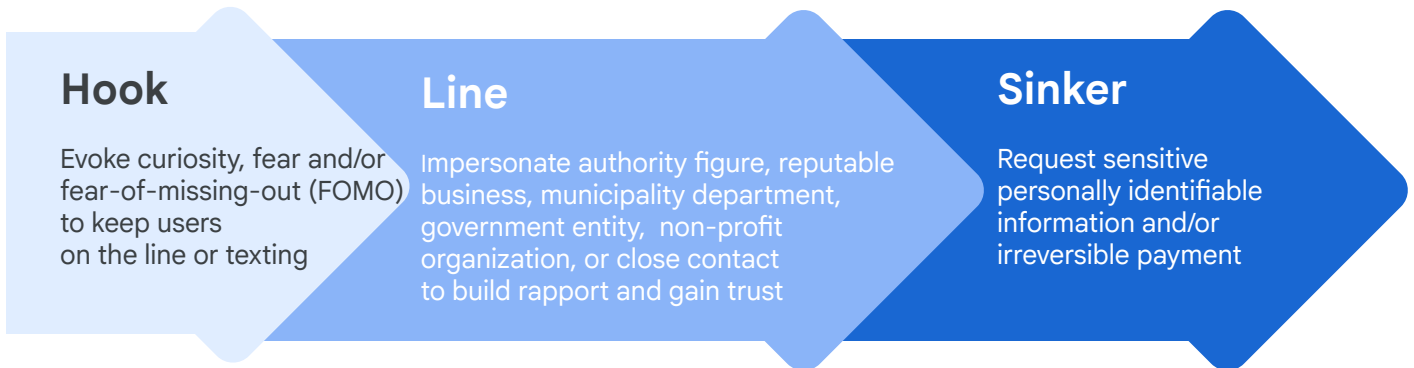 Hook
Evoke curiosity, fear and/or
fear-of-missing-out (FOMO)
to keep users
on the line or texting
Line
Impersonate authority figure, reputable
business, municipality department,
government entity,  non-profit
organization, or close contact
to build rapport and gain trust
Sinker
Request sensitive
personally identifiable
information and/or
irreversible payment